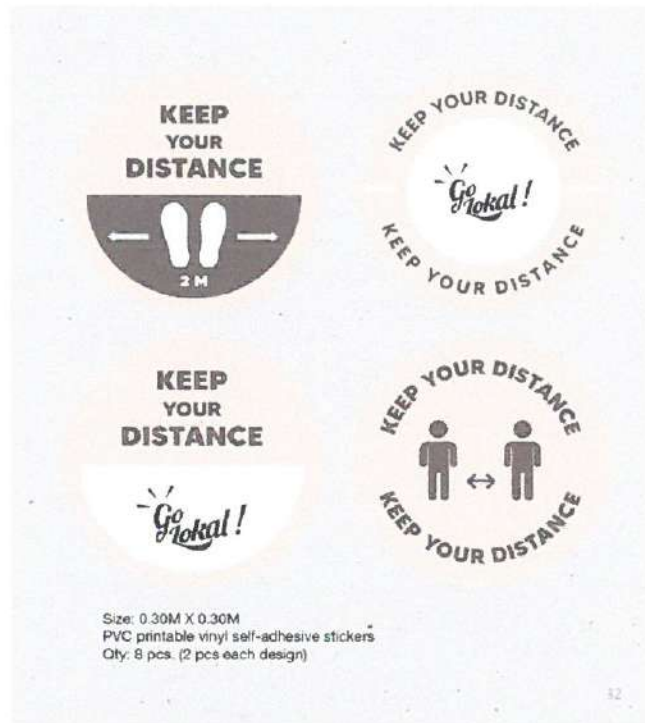 KEEP
YOUR
DISTANCE
2 M
KEEP YOUR DISTANCE
Go Lokal!
KEEP YOUR DISTANCE
KEEP
YOUR
DISTANCE
Go Lokal!
KEEP YOUR DISTANCE
KEEP YOUR DISTANCE
Size: 0.30M X 0.30M
PVC printable vinyl self-adhesive stickers
Qty: 8 pcs. (2 pcs each design)
32